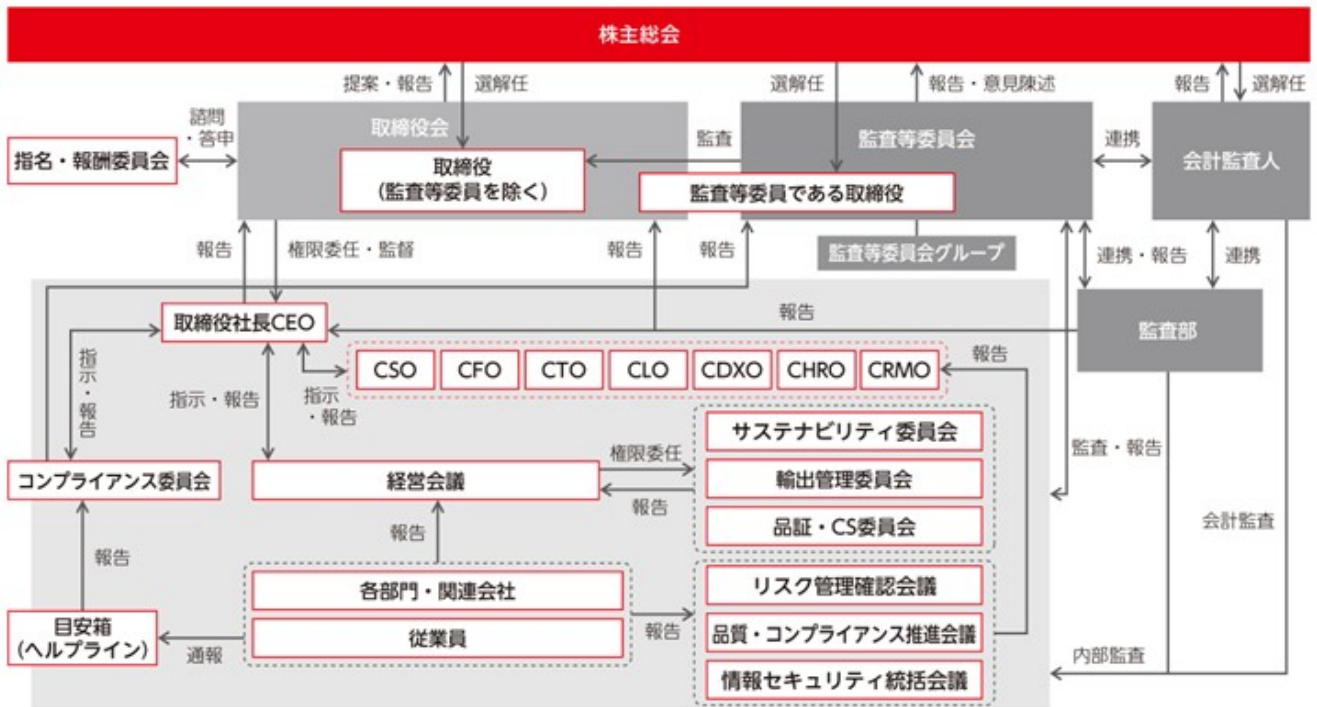 株主総会
提案・報告
選解任
選解任
報告・意見陳述
報告
選解任
諮問
・答申
取締役会
監査等委員会
会計監査人
指名・報酬委員会
取締役
(監査等委員を除く)
監査
監査等委員である取締役
連携
監査等委員会グループ
報告
権限委任・監督
報告
報告
連携・報告
連携
取締役社長CEO
報告
監査部
指示・報告
指示・報告
指示
・報告
CSO
CFO
CTO
CLO
CDXO
CHRO
CRMO
報告
サステナビリティ委員会
輸出管理委員会
品証・CS委員会
権限委任
報告
監査・報告
コンプライアンス委員会
経営会議
会計監査
報告
報告
各部門・関連会社
従業員
リスク管理確認会議
品質・コンプライアンス推進会議
情報セキュリティ統括会議
報告
目安箱
(ヘルプライン)
通報
内部監査